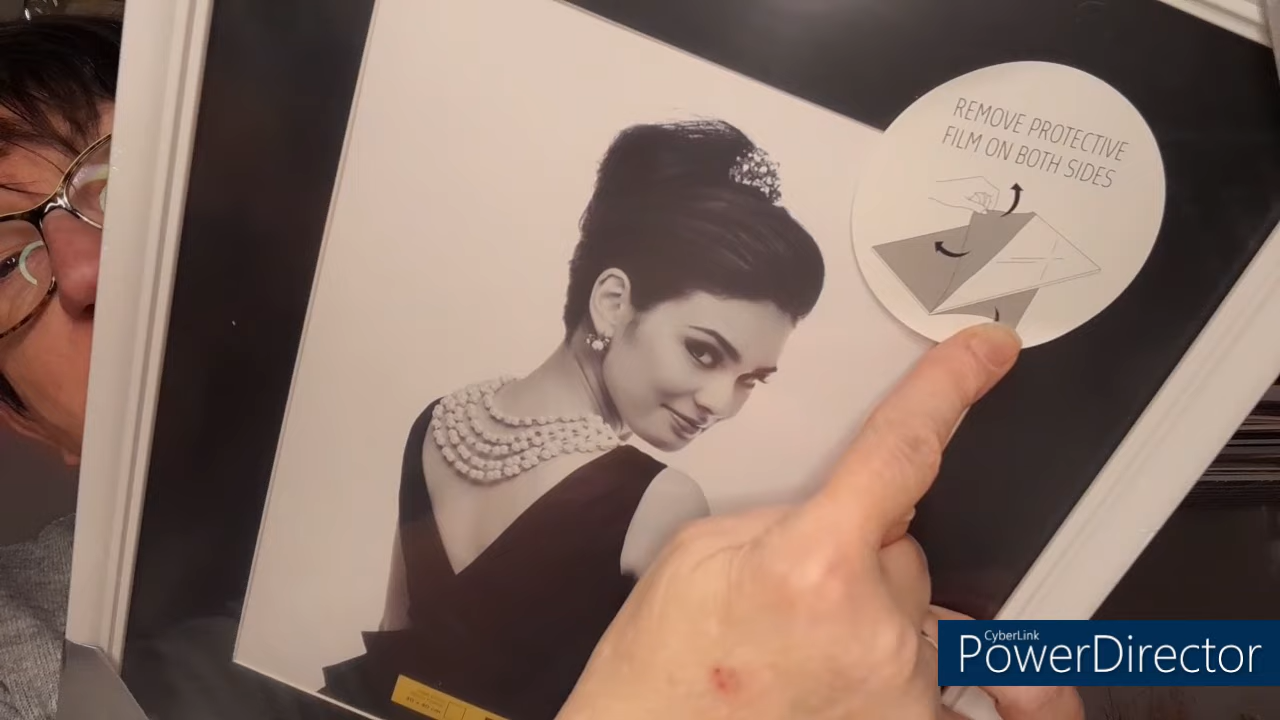 REMOVE PROTECTIVE
FILM ON BOTH SIDES
CyberLink
PowerDirector